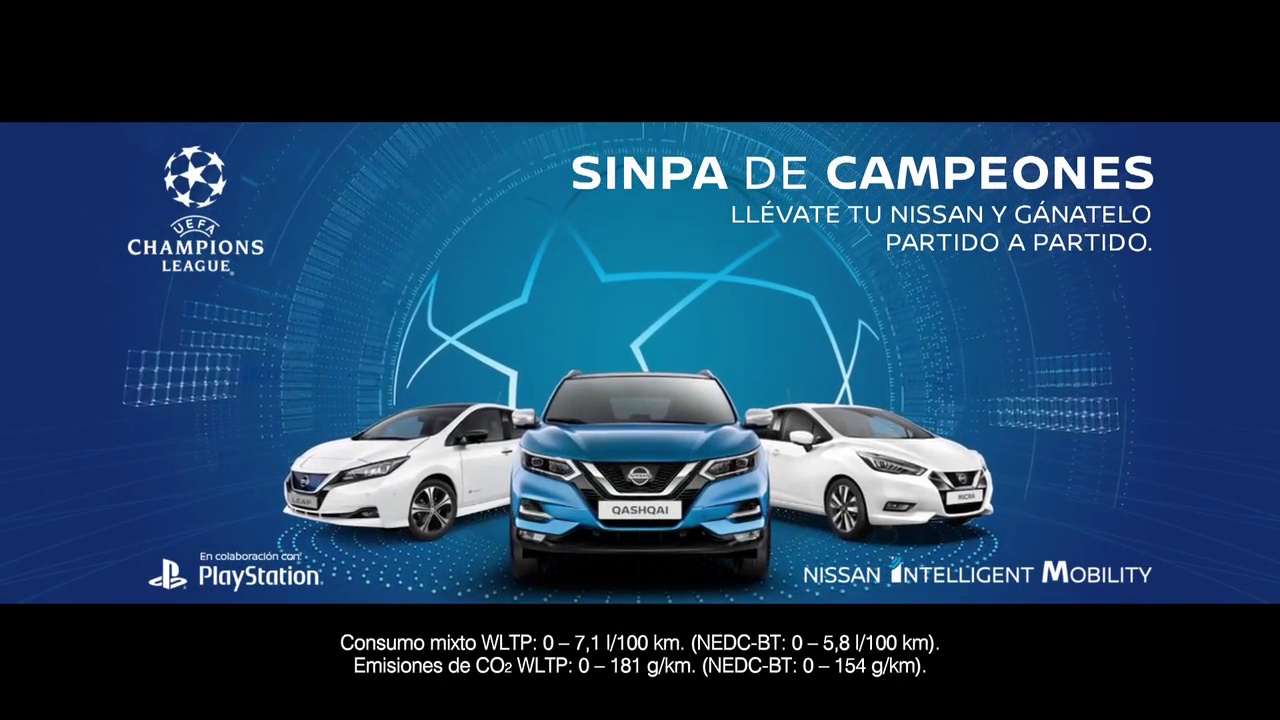 SINPA DE CAMPEONES
LLÉVATE TU NISSAN Y GÁNATELO
PARTIDO A PARTIDO.
UEFA
CHAMPIONS
LEAGUE
LEAF
NISSAN
QASHQAI
MICRA
En colaboración con:
PlayStation
NISSAN INTELLIGENT MOBILITY
Consumo mixto WLTP: 0 – 7,1 l/100 km. (NEDC-BT: 0 – 5,8 l/100 km).
Emisiones de CO2 WLTP: 0 – 181 g/km. (NEDC-BT: 0 – 154 g/km).